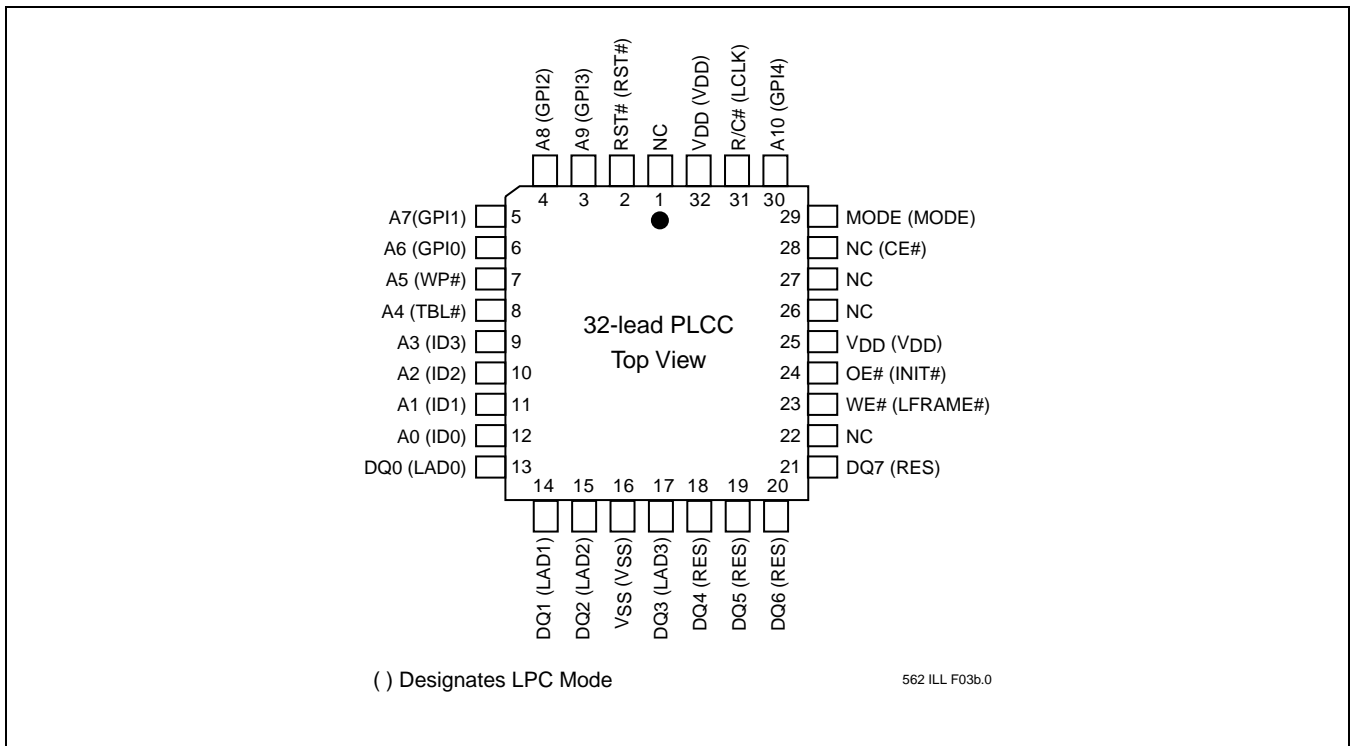 A8 (GPI2)
A9 (GPI3)
RST# (RST#)
NC
VDD (VDD)
R/C# (LCLK)
A10 (GPI4)
4
3
2
1
32
31
30
A7(GPI1)
5
A6 (GPI0)
6
A5 (WP#)
7
A4 (TBL#)
8
A3 (ID3)
9
A2 (ID2)
10
A1 (ID1)
11
A0 (ID0)
12
DQ0 (LAD0)
13
32-lead PLCC
Top View
29
MODE (MODE)
28
NC (CE#)
27
NC
26
NC
25
VDD (VDD)
24
OE# (INIT#)
23
WE# (LFRAME#)
22
NC
21
DQ7 (RES)
14
15
16
17
18
19
20
DQ1 (LAD1)
DQ2 (LAD2)
VSS (VSS)
DQ3 (LAD3)
DQ4 (RES)
DQ5 (RES)
DQ6 (RES)
( ) Designates LPC Mode
562 ILL F03b.0